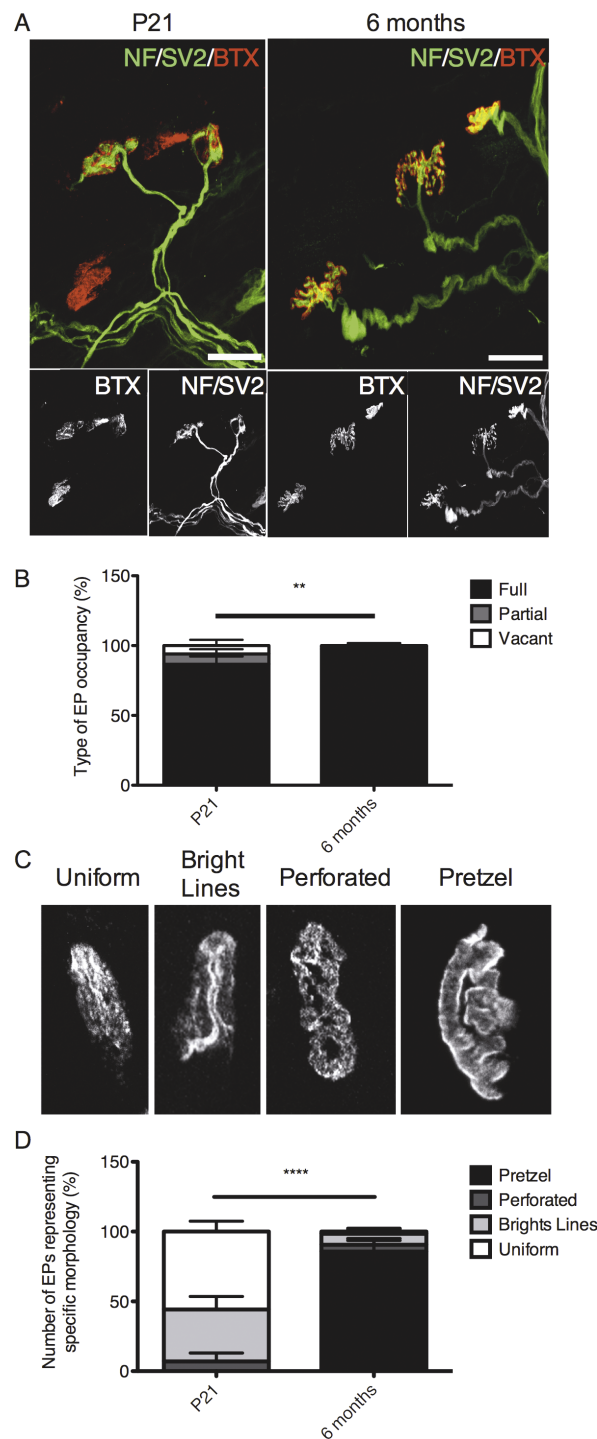 A
P21
6 months
NF/SV2/BTX
NF/SV2/BTX
BTX
NF/SV2
BTX
NF/SV2
B
Type of EP occupancy (%)
150
100
50
0
**
P21
6 months
Full
Partial
Vacant
C
Uniform
Bright
Lines
Perforated
Pretzel
D
Number of EPs representing
specific morphology (%)
150
100
50
0
****
P21
6 months
Pretzel
Perforated
Brights Lines
Uniform